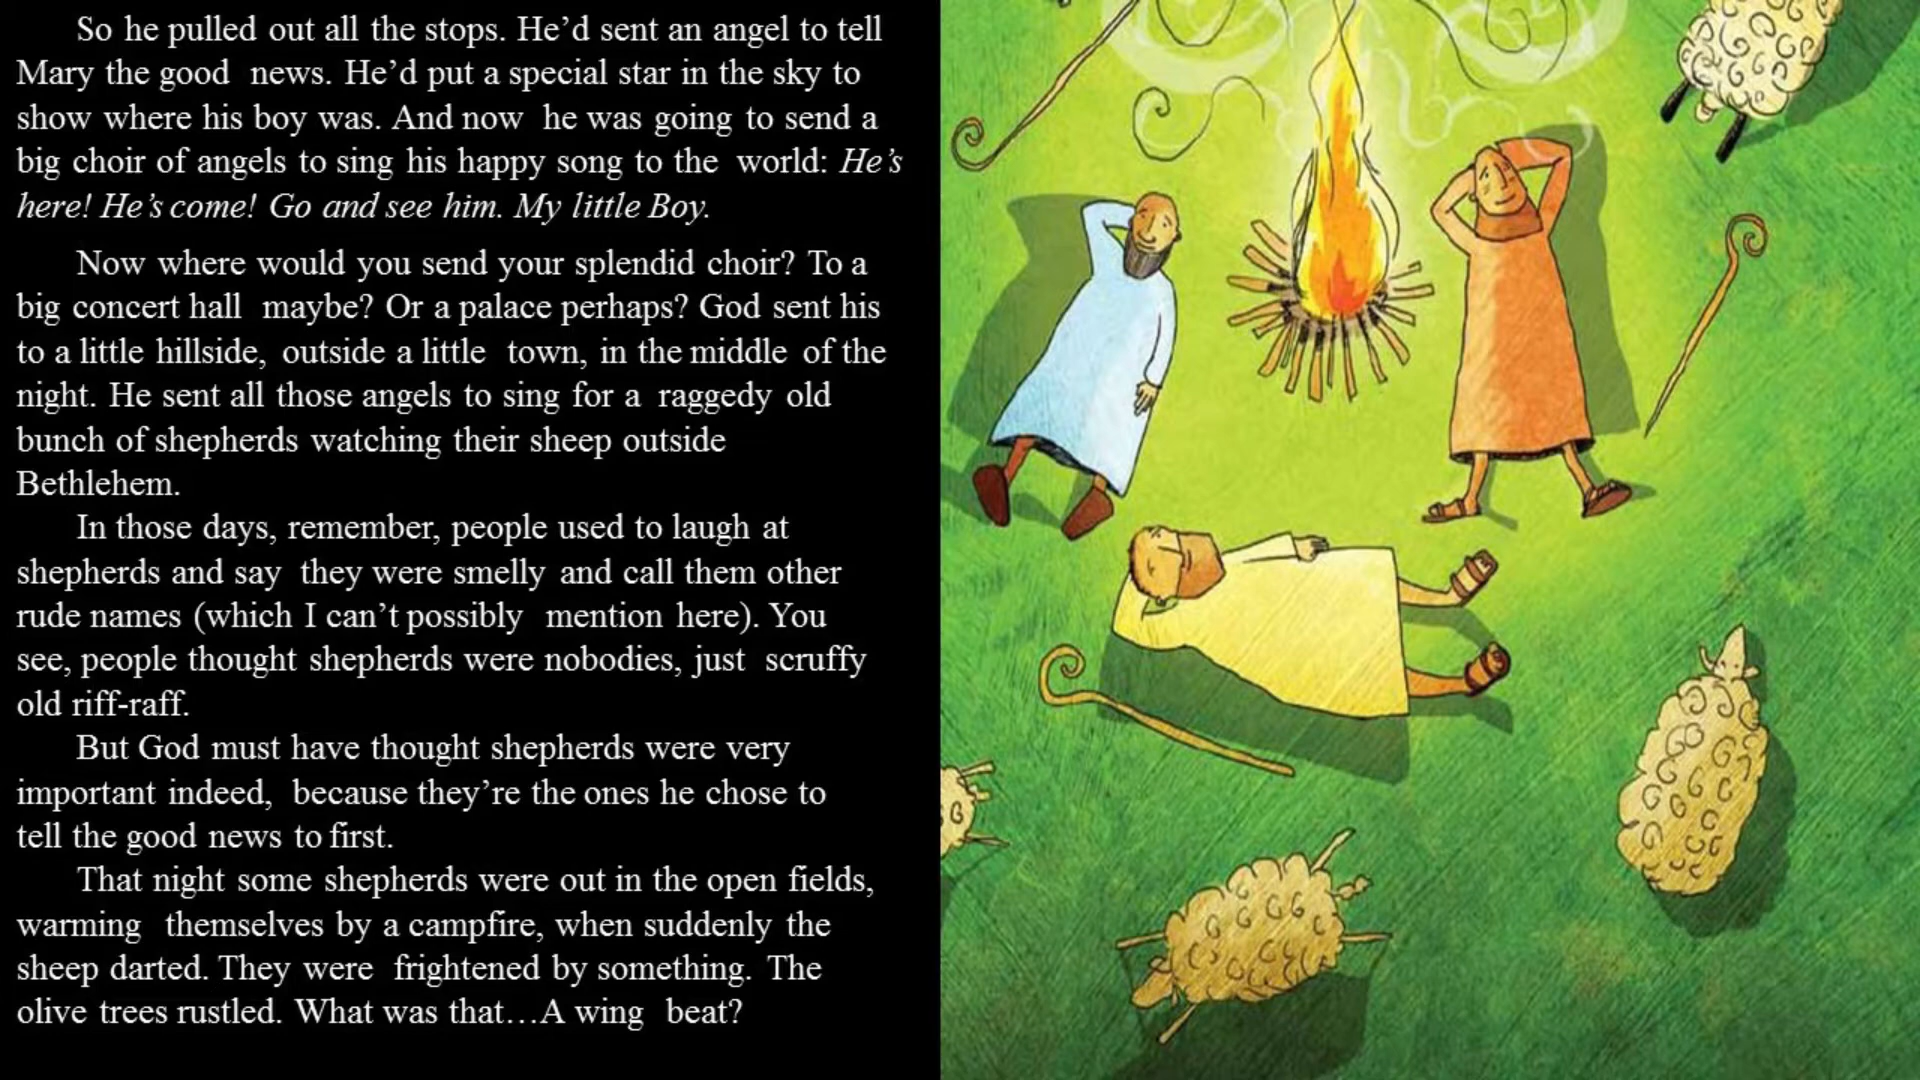 So he pulled out all the stops. He’d sent an angel to tell
Mary the good news. He’d put a special star in the sky to
show where his boy was. And now he was going to send a
big choir of angels to sing his happy song to the world: He’s
here! He’s come! Go and see him. My little Boy.
Now where would you send your splendid choir? To a
big concert hall maybe? Or a palace perhaps? God sent his
to a little hillside, outside a little town, in the middle of the
night. He sent all those angels to sing for a raggedy old
bunch of shepherds watching their sheep outside
Bethlehem.
In those days, remember, people used to laugh at
shepherds and say they were smelly and call them other
rude names (which I can’t possibly mention here). You
see, people thought shepherds were nobodies, just scruffy
old riff-raff.
But God must have thought shepherds were very
important indeed, because they’re the ones he chose to
tell the good news to first.
That night some shepherds were out in the open fields,
warming themselves by a campfire, when suddenly the
sheep darted. They were frightened by something. The
olive trees rustled. What was that…A wing beat?